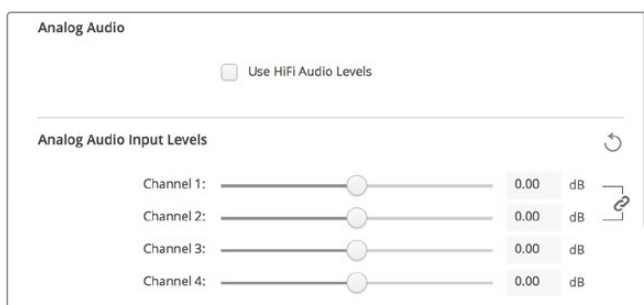 Analog Audio
Use HiFi Audio Levels
Analog Audio Input Levels
Channel 1: 0.00 dB
Channel 2: 0.00 dB
Channel 3: 0.00 dB
Channel 4: 0.00 dB